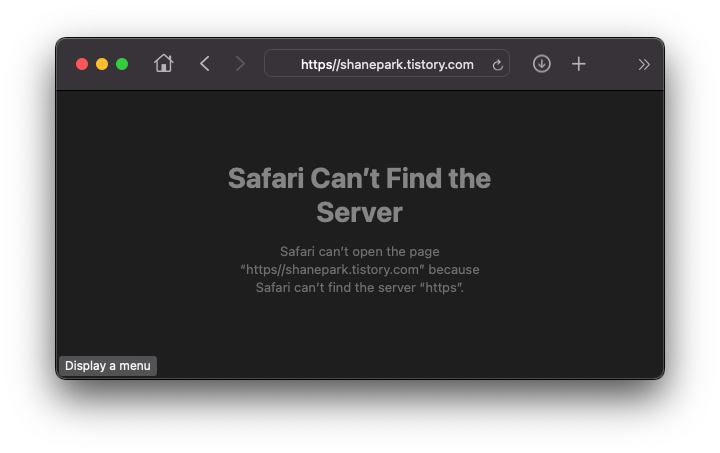 https//shanepark.tistory.com
Safari Can’t Find the
Server
Safari can’t open the page
“https//shanepark.tistory.com” because
Safari can’t find the server “https”.
Display a menu